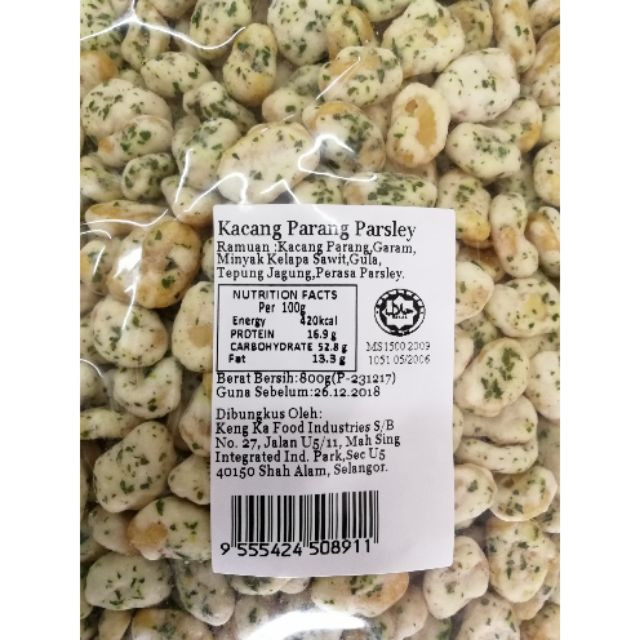 Kacang Parang Parsley
Ramuan :Kacang Parang,Garam,
Minyak Kelapa Sawit,Gula,
Tepung Jagung,Perasa Parsley.
NUTRITION FACTS
Per 100g
Energy 420kcal
PROTEIN 16.9g
CARBOHYDRATE 52.8g
Fat 13.3g
MS1500:2009
1051 05/2006
Berat Bersih:800g(P-231217)
Guna Sebelum:26.12.2018
Dibungkus Oleh:
Keng Ka Food Industries S/B
No. 27, Jalan U5/11, Mah Sing
Integrated Ind. Park,Sec U5
40150 Shah Alam, Selangor.
9 555424 508911